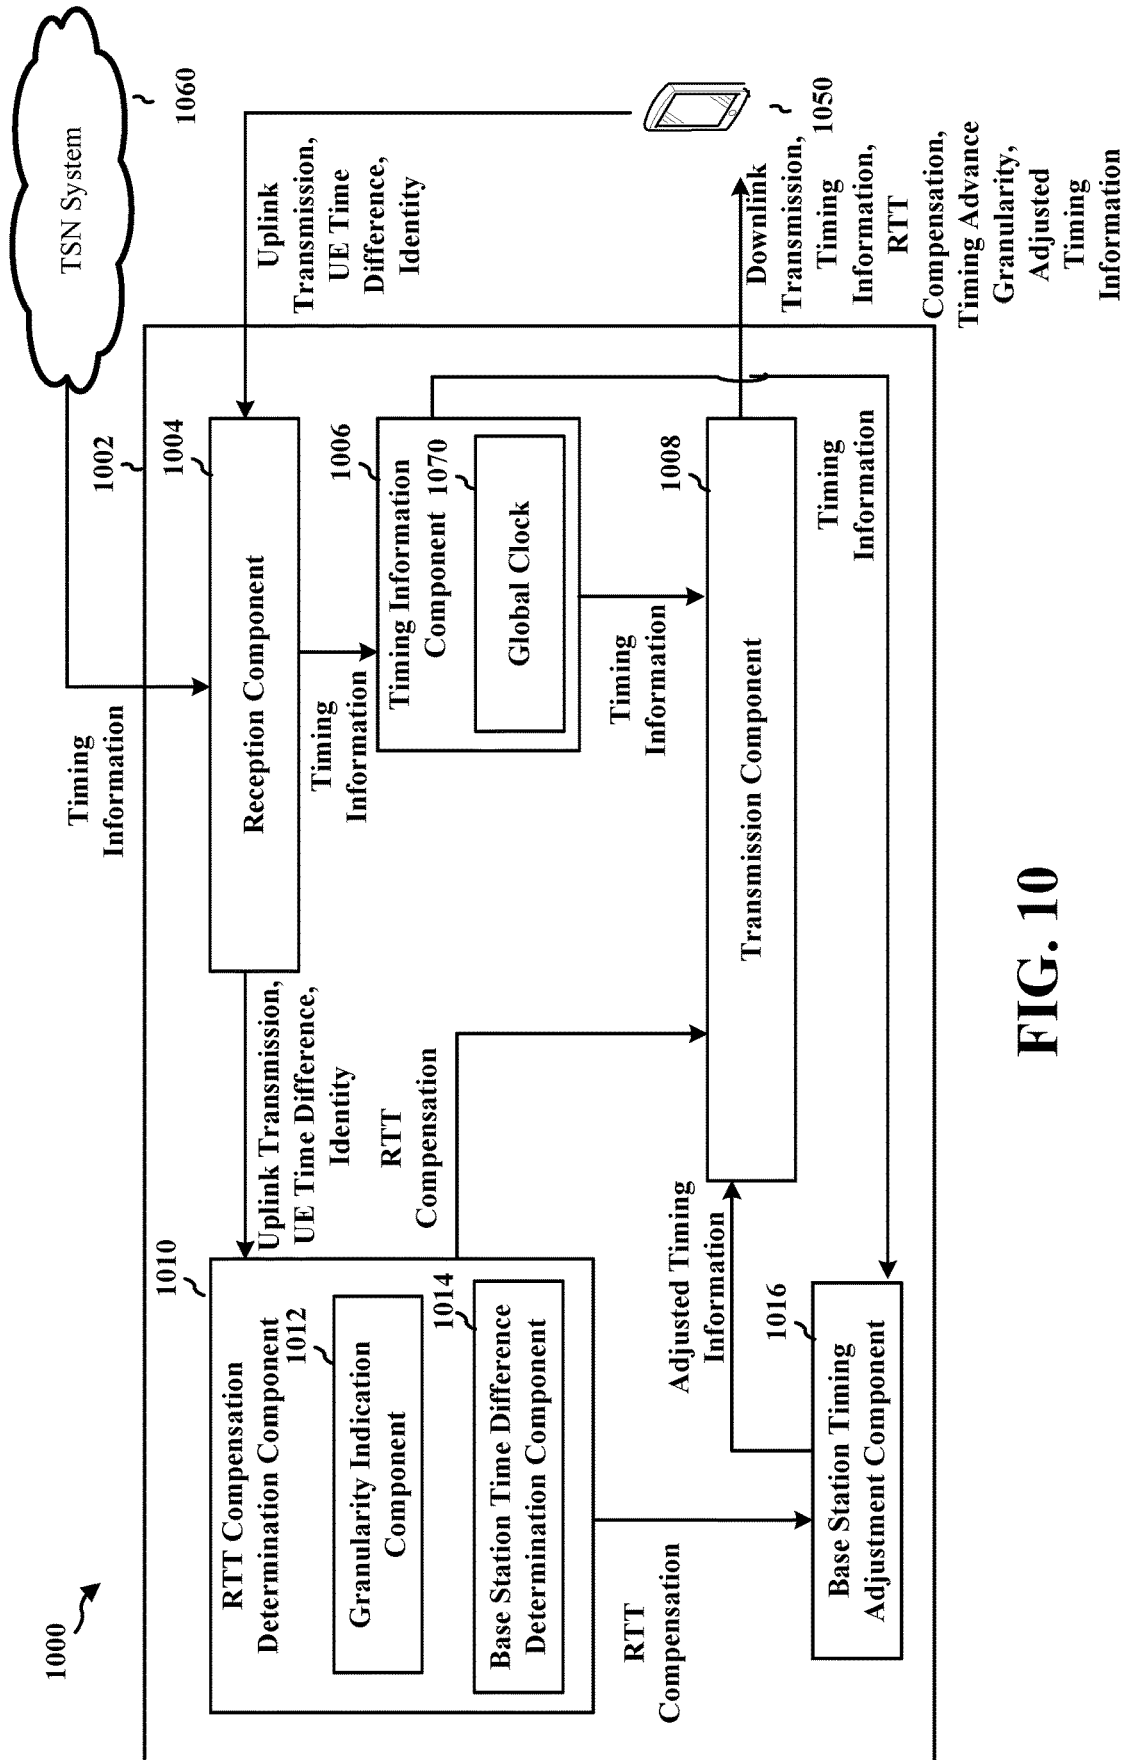 1000
TSN System
1060
Timing
Information
1002
1004
Reception Component
Uplink
Transmission,
UE Time
Difference,
Identity
1050
Uplink Transmission,
UE Time Difference,
Identity
Timing
Information
1006
Timing Information
Component
1070
Global Clock
1010
RTT Compensation
Determination Component
1012
Granularity Indication
Component
1014
Base Station Time Difference
Determination Component
RTT
Compensation
Timing
Information
1008
Transmission Component
Downlink
Transmission,
Timing
Information,
RTT
Compensation,
Timing Advance
Granularity,
Adjusted
Timing
Information
RTT
Compensation
Adjusted Timing
Information
1016
Base Station Timing
Adjustment Component
Timing
Information
FIG. 10